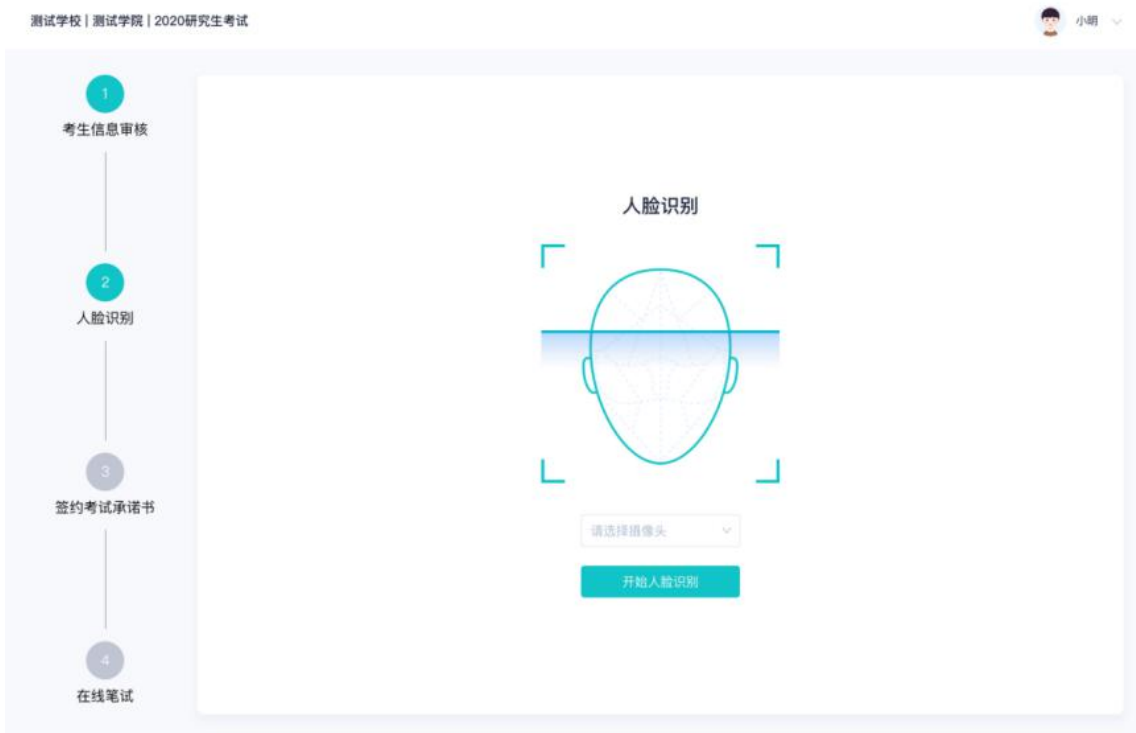 测试学校 | 测试学院 | 2020研究生考试
小明
1
考生信息审核
2
人脸识别
3
签约考试承诺书
4
在线笔试
人脸识别
请选择摄像头
开始人脸识别